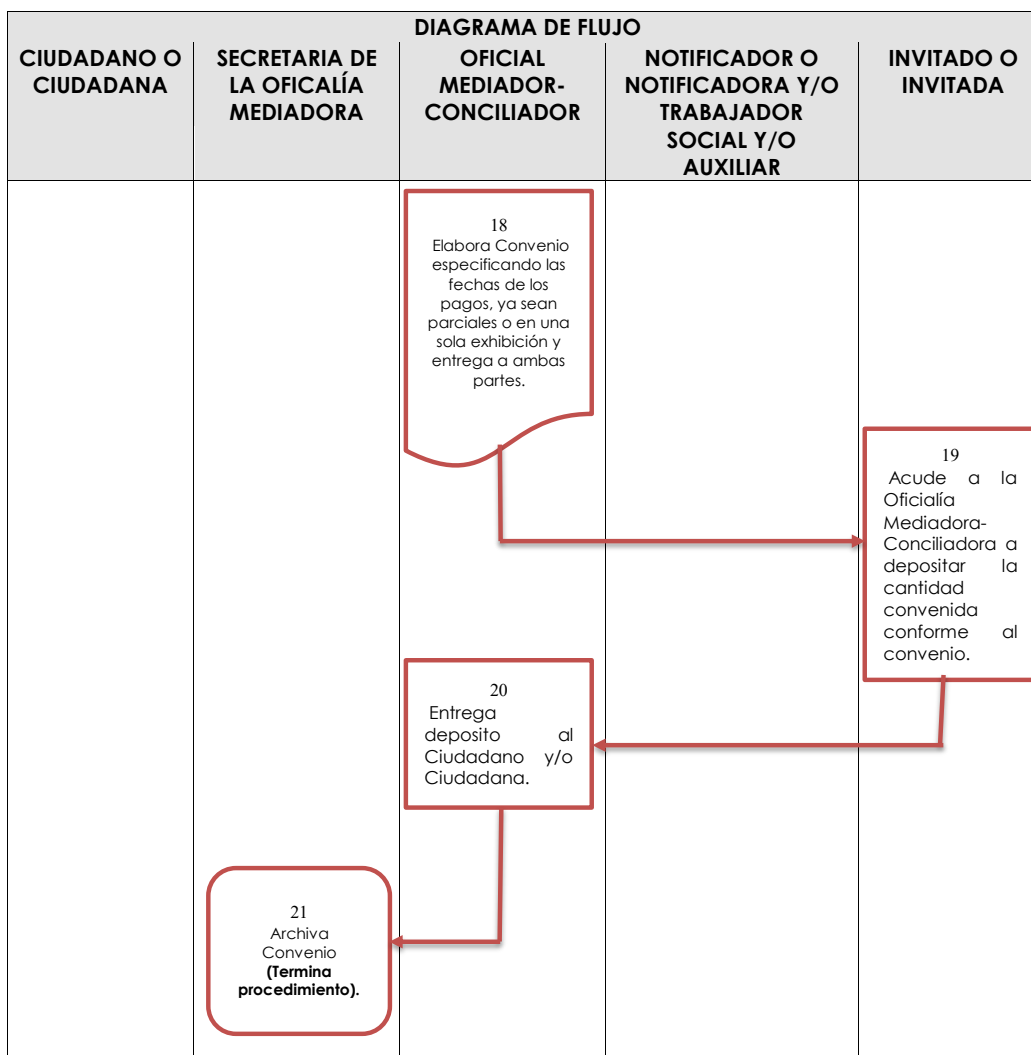 DIAGRAMA DE FLUJO
CIUDADANO O
CIUDADANA
SECRETARIA DE
LA OFICALÍA
MEDIADORA
OFICIAL
MEDIADOR-
CONCILIADOR
NOTIFICADOR O
NOTIFICADORA Y/O
TRABAJADOR
SOCIAL Y/O
AUXILIAR
INVITADO O
INVITADA
18
Elabora Convenio
especificando las
fechas de los
pagos, ya sean
parciales o en una
sola exhibición y
entrega a ambas
partes.
19
Acude a la
Oficialía
Mediadora-
Conciliadora a
depositar la
cantidad
convenida
conforme al
convenio.
20
Entrega
deposito al
Ciudadano y/o
Ciudadana.
21
Archiva
Convenio
(Termina
procedimiento).